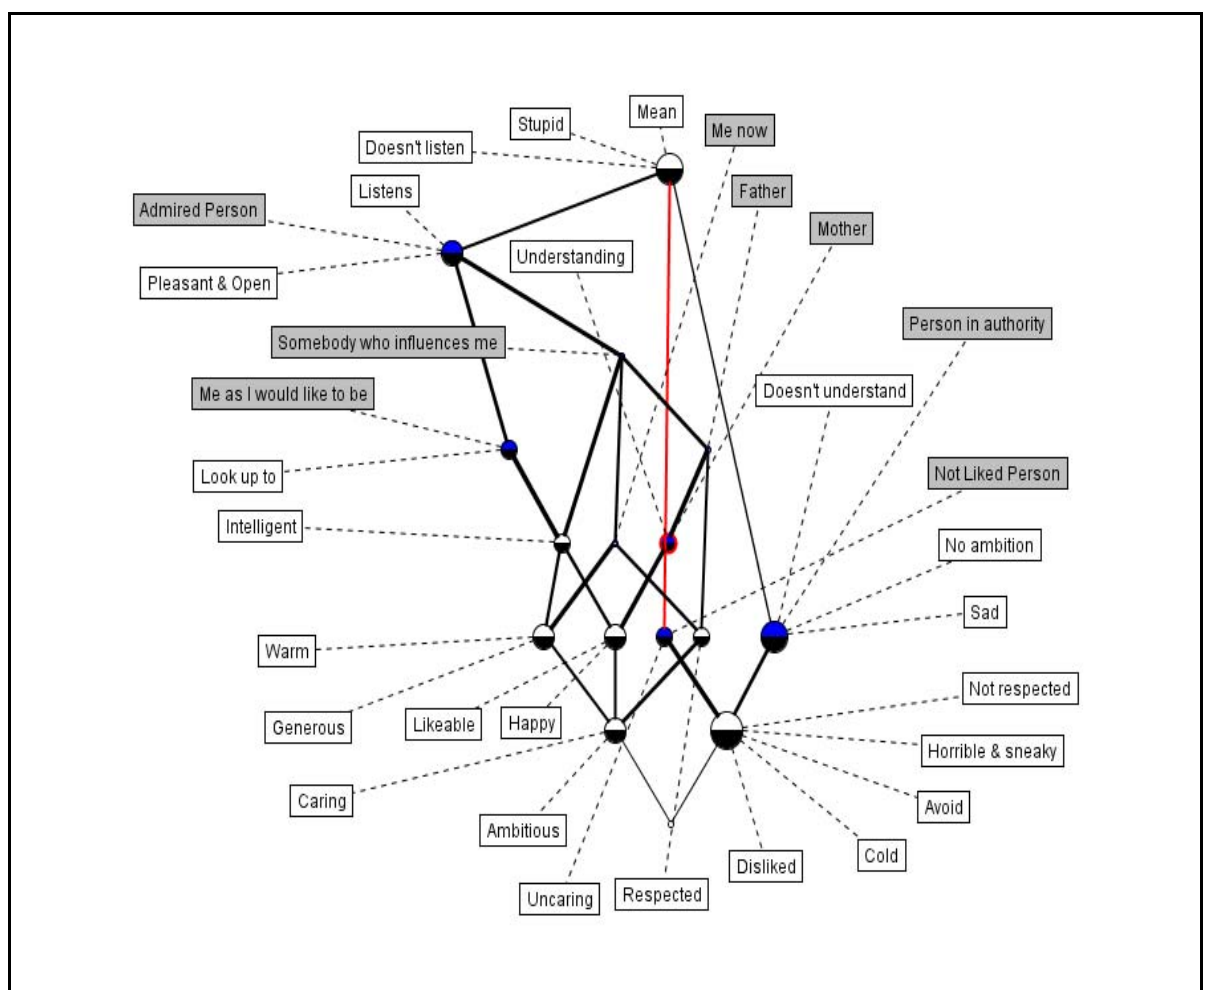 Mean
Stupid
Me now
Doesn't listen
Listens
Father
Admired Person
Mother
Understanding
Pleasant & Open
Person in authority
Somebody who influences me
Me as I would like to be
Doesn't understand
Look up to
Not Liked Person
Intelligent
No ambition
Sad
Warm
Not respected
Generous
Likeable
Happy
Horrible & sneaky
Caring
Avoid
Ambitious
Cold
Disliked
Uncaring
Respected